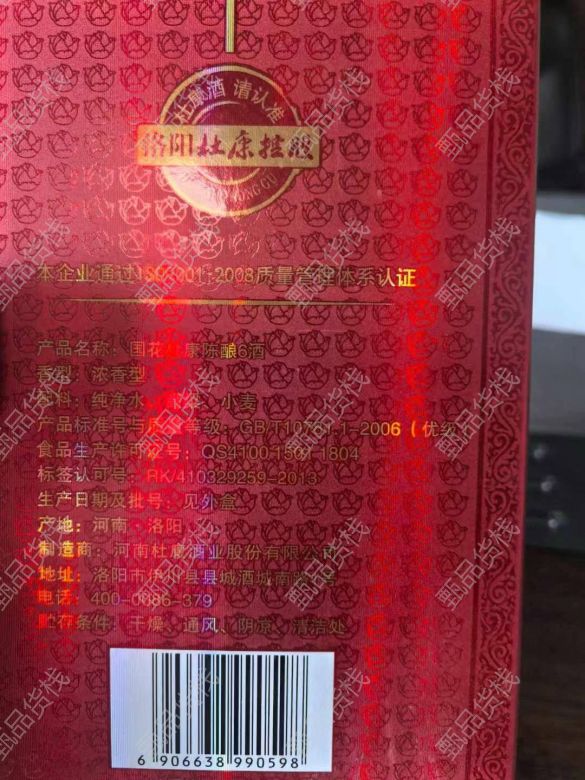 杜康酒 请认准
洛阳杜康控股
本企业通过ISO9001:2008质量管理体系认证
产品名称：国花杜康陈酿6酒
香型：浓香型
原料：纯净水 小麦
产品标准号与质量等级：GB/T10781.1-2006（优级）
食品生产许可证号：QS4100 1501 1804
标签认可号：RK/410329259-2013
生产日期及批号：见外盒
产地：河南 洛阳
制造商：河南杜康酒业股份有限公司
地址：洛阳市伊川县县城酒城南路 号
电话：400-0086-379
贮存条件：干燥、通风、阴凉、清洁处
6 906638 990598
甄品货栈